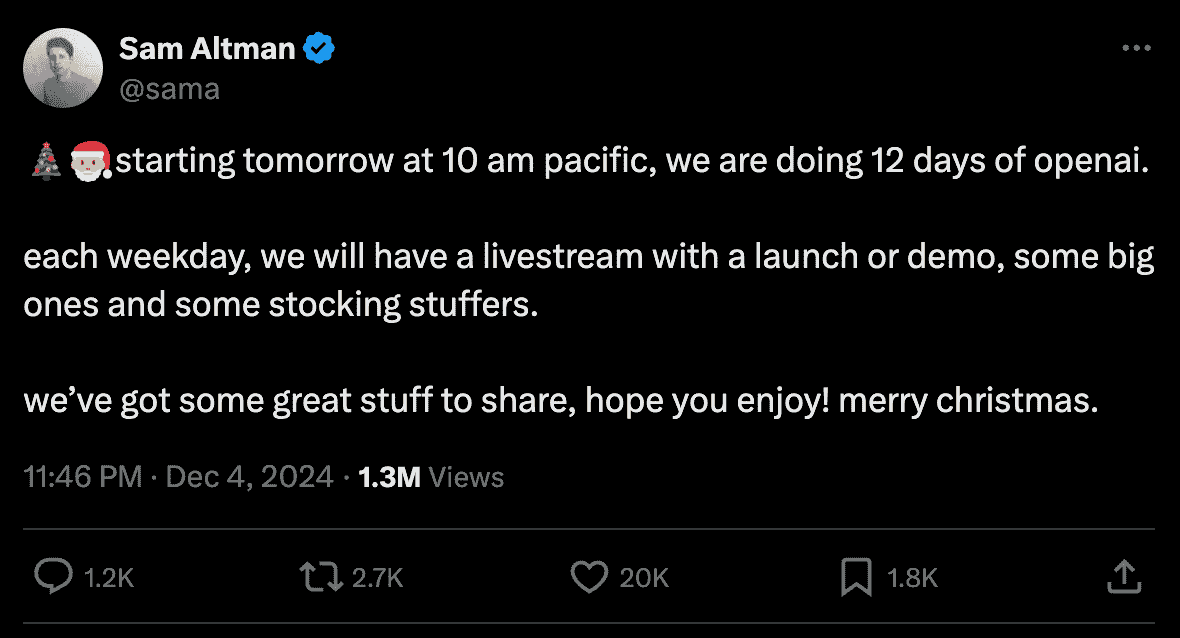 Sam Altman
@sama
🎄🎅starting tomorrow at 10 am pacific, we are doing 12 days of openai.
each weekday, we will have a livestream with a launch or demo, some big
ones and some stocking stuffers.
we’ve got some great stuff to share, hope you enjoy! merry christmas.
11:46 PM · Dec 4, 2024 · 1.3M Views
1.2K 2.7K 20K 1.8K